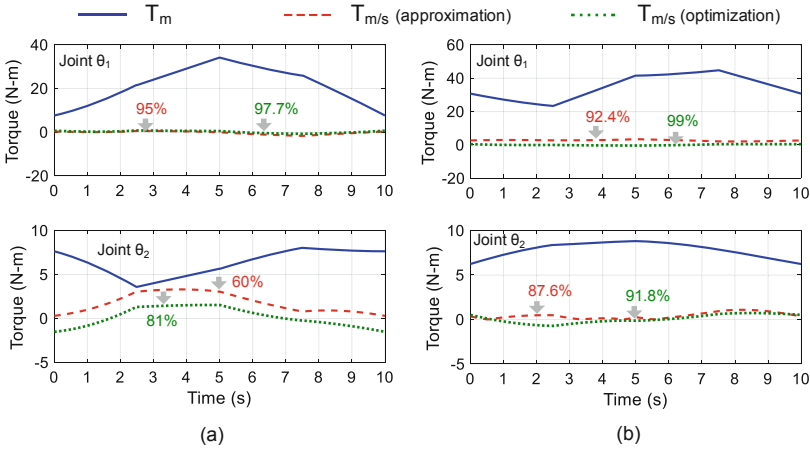 T_m T_m/s (approximation) T_m/s (optimization)
40
20
0
-20
Torque (N-m)
Joint θ1
95%
97.7%
0 1 2 3 4 5 6 7 8 9 10
60
40
20
0
-20
Torque (N-m)
Joint θ1
92.4%
99%
0 1 2 3 4 5 6 7 8 9 10
10
5
0
-5
Torque (N-m)
Joint θ2
60%
81%
0 1 2 3 4 5 6 7 8 9 10
Time (s)
(a)
10
5
0
-5
Torque (N-m)
Joint θ2
87.6%
91.8%
0 1 2 3 4 5 6 7 8 9 10
Time (s)
(b)